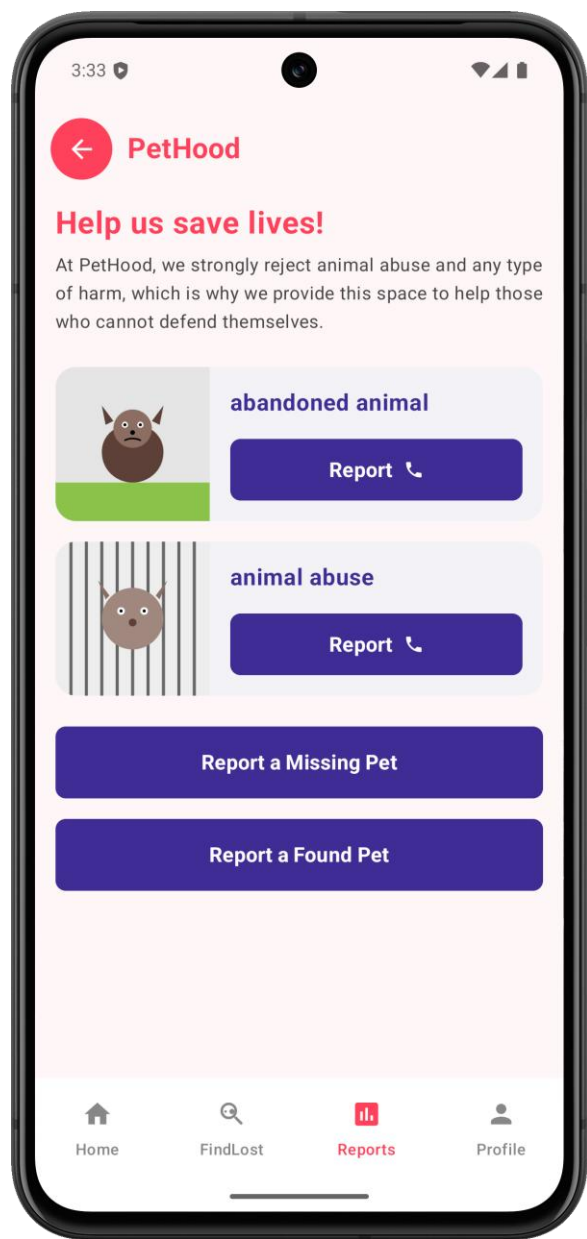 3:33
PetHood
Help us save lives!
At PetHood, we strongly reject animal abuse and any type
of harm, which is why we provide this space to help those
who cannot defend themselves.
abandoned animal
Report
animal abuse
Report
Report a Missing Pet
Report a Found Pet
Home FindLost Reports Profile